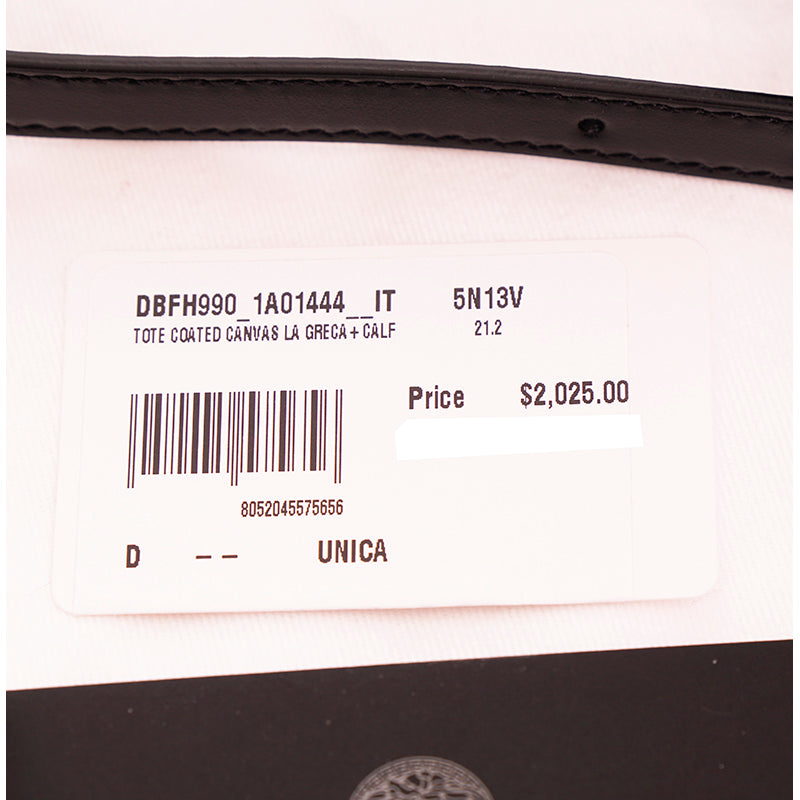 DBFH990_1A01444__IT 5N13V
TOTE COATED CANVAS LA GRECA+CALF 21.2
Price $2,025.00
8052045575656
D -- UNICA